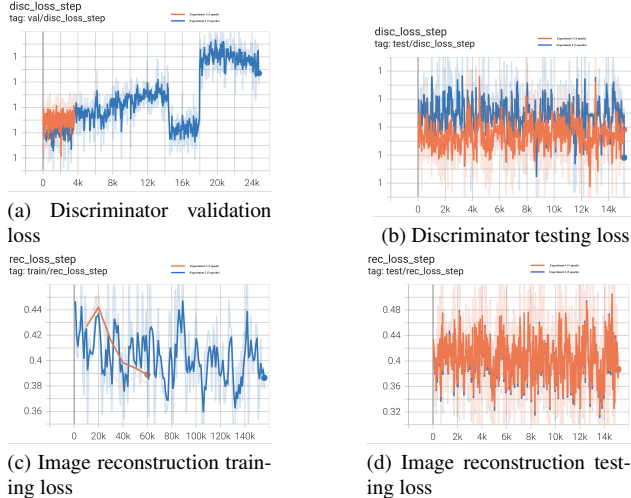 disc_loss_step
tag: val/disc_loss_step
1
1
1
1
1
1
0 4k 8k 12k 16k 20k 24k
(a) Discriminator validation
loss
disc_loss_step
tag: test/disc_loss_step
1
1
1
1
1
0 2k 4k 6k 8k 10k 12k 14k
(b) Discriminator testing loss
rec_loss_step
tag: train/rec_loss_step
0.44
0.42
0.4
0.38
0.36
0 20k 40k 60k 80k 100k 120k 140k
(c) Image reconstruction train-
ing loss
rec_loss_step
tag: test/rec_loss_step
0.48
0.44
0.4
0.36
0.32
0 2k 4k 6k 8k 10k 12k 14k
(d) Image reconstruction test-
ing loss